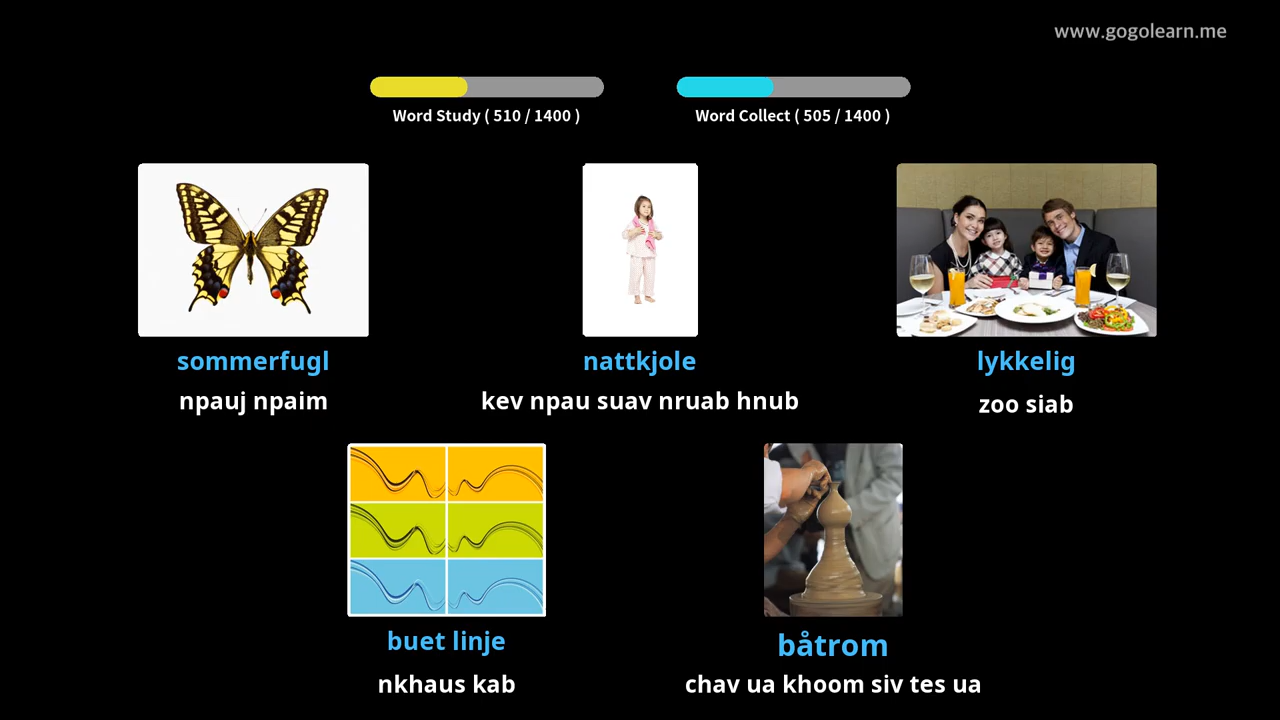 www.gogolearn.me
Word Study ( 510 / 1400 )
Word Collect ( 505 / 1400 )
sommerfugl
nattkjole
lykkelig
npauj npaim
kev npau suav nruab hnub
zoo siab
buet linje
båtrom
nkhaus kab
chav ua khoom siv tes ua